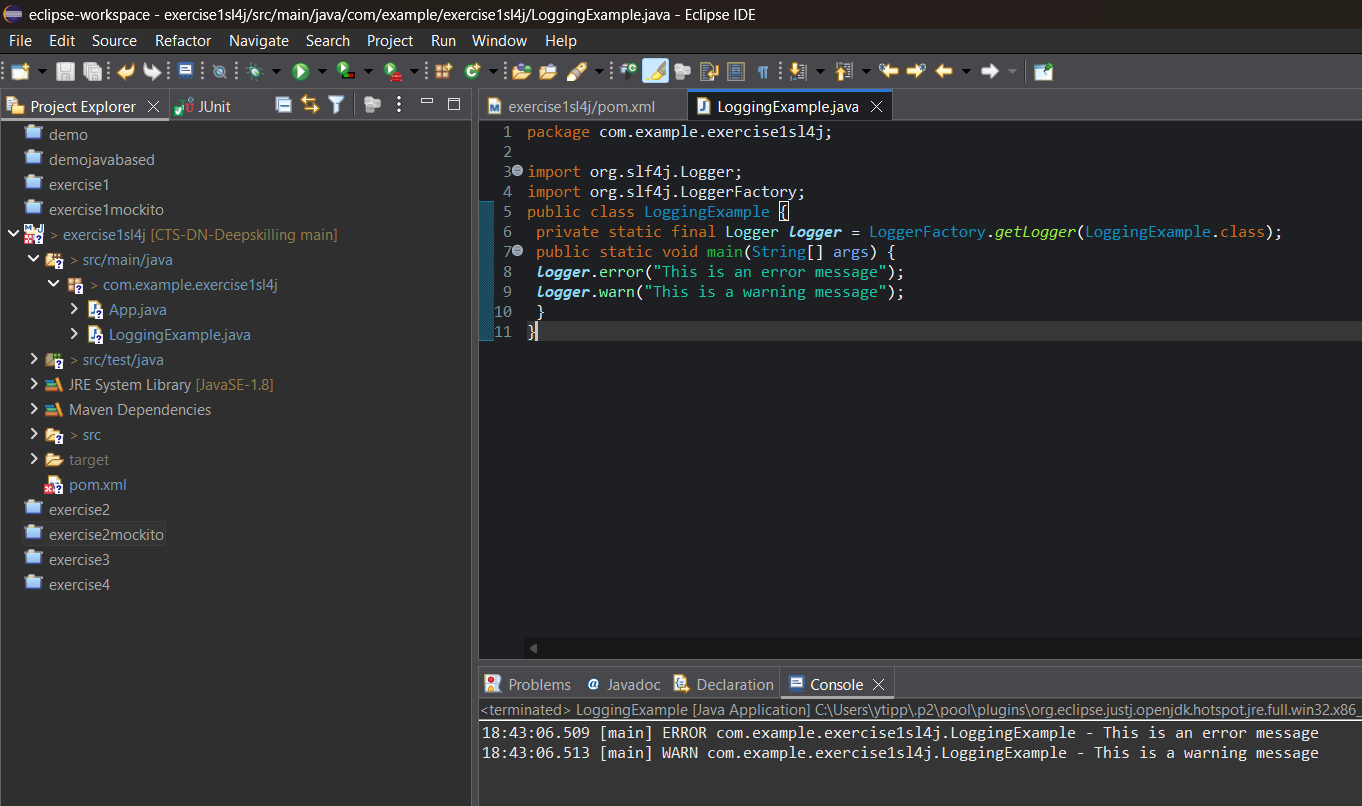 eclipse-workspace - exercise1sl4j/src/main/java/com/example/exercise1sl4j/LoggingExample.java - Eclipse IDE
File Edit Source Refactor Navigate Search Project Run Window Help
Project Explorer JUnit
demo
demojavabased
exercise1
exercise1mockito
> exercise1sl4j [CTS-DN-Deepskilling main]
> src/main/java
> com.example.exercise1sl4j
App.java
LoggingExample.java
> src/test/java
JRE System Library [JavaSE-1.8]
Maven Dependencies
> src
target
pom.xml
exercise2
exercise2mockito
exercise3
exercise4
exercise1sl4j/pom.xml LoggingExample.java
1 package com.example.exercise1sl4j;
2
3 import org.slf4j.Logger;
4 import org.slf4j.LoggerFactory;
5 public class LoggingExample {
6 private static final Logger logger = LoggerFactory.getLogger(LoggingExample.class);
7 public static void main(String[] args) {
8 logger.error("This is an error message");
9 logger.warn("This is a warning message");
10 }
11 }
Problems Javadoc Declaration Console
<terminated> LoggingExample [Java Application] C:\Users\ytipp\.p2\pool\plugins\org.eclipse.justj.openjdk.hotspot.jre.full.win32.x86_
18:43:06.509 [main] ERROR com.example.exercise1sl4j.LoggingExample - This is an error message
18:43:06.513 [main] WARN com.example.exercise1sl4j.LoggingExample - This is a warning message